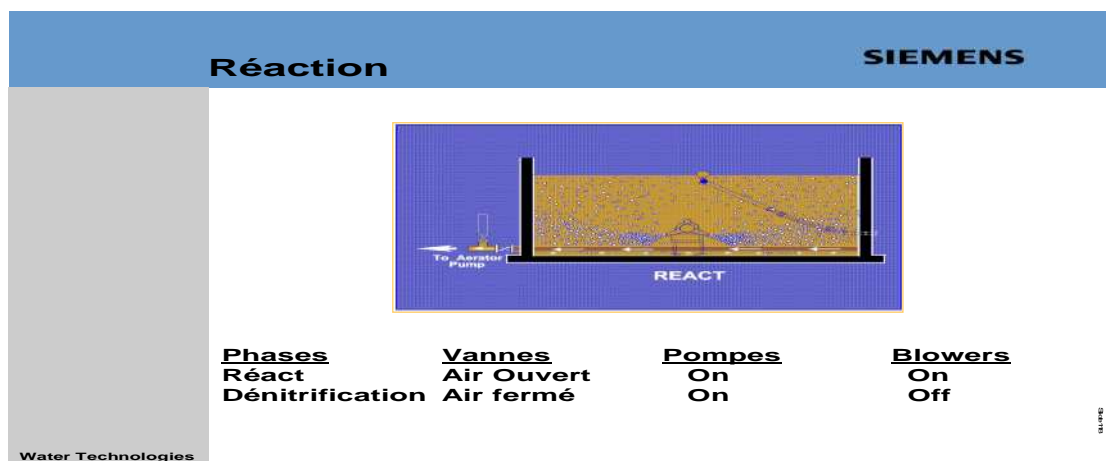 Réaction
SIEMENS
To Aerator
Pump
REACT
Phases Vannes Pompes Blowers
Réact Air Ouvert On On
Dénitrification Air fermé On Off
Water Technologies